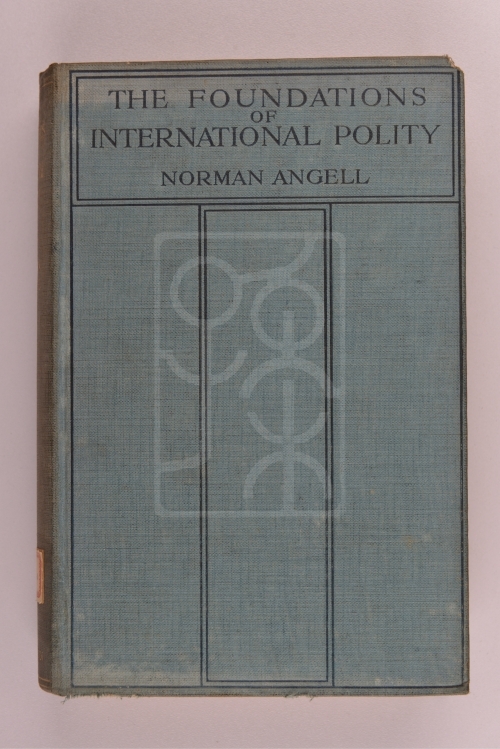 THE FOUNDATIONS
OF
INTERNATIONAL POLITY
NORMAN ANGELL